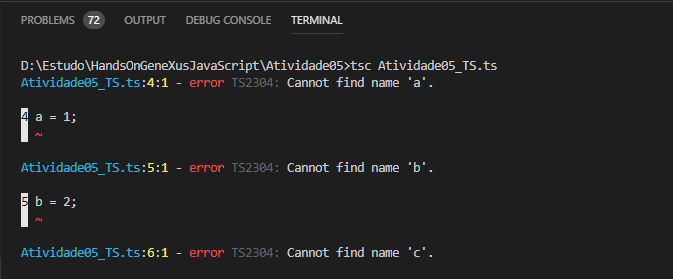 PROBLEMS 72 OUTPUT DEBUG CONSOLE TERMINAL
D:\Estudo\HandsOnGeneXusJavaScript\Atividade05>tsc Atividade05_TS.ts
Atividade05_TS.ts:4:1 - error TS2304: Cannot find name 'a'.
4 a = 1;
~
Atividade05_TS.ts:5:1 - error TS2304: Cannot find name 'b'.
5 b = 2;
~
Atividade05_TS.ts:6:1 - error TS2304: Cannot find name 'c'.